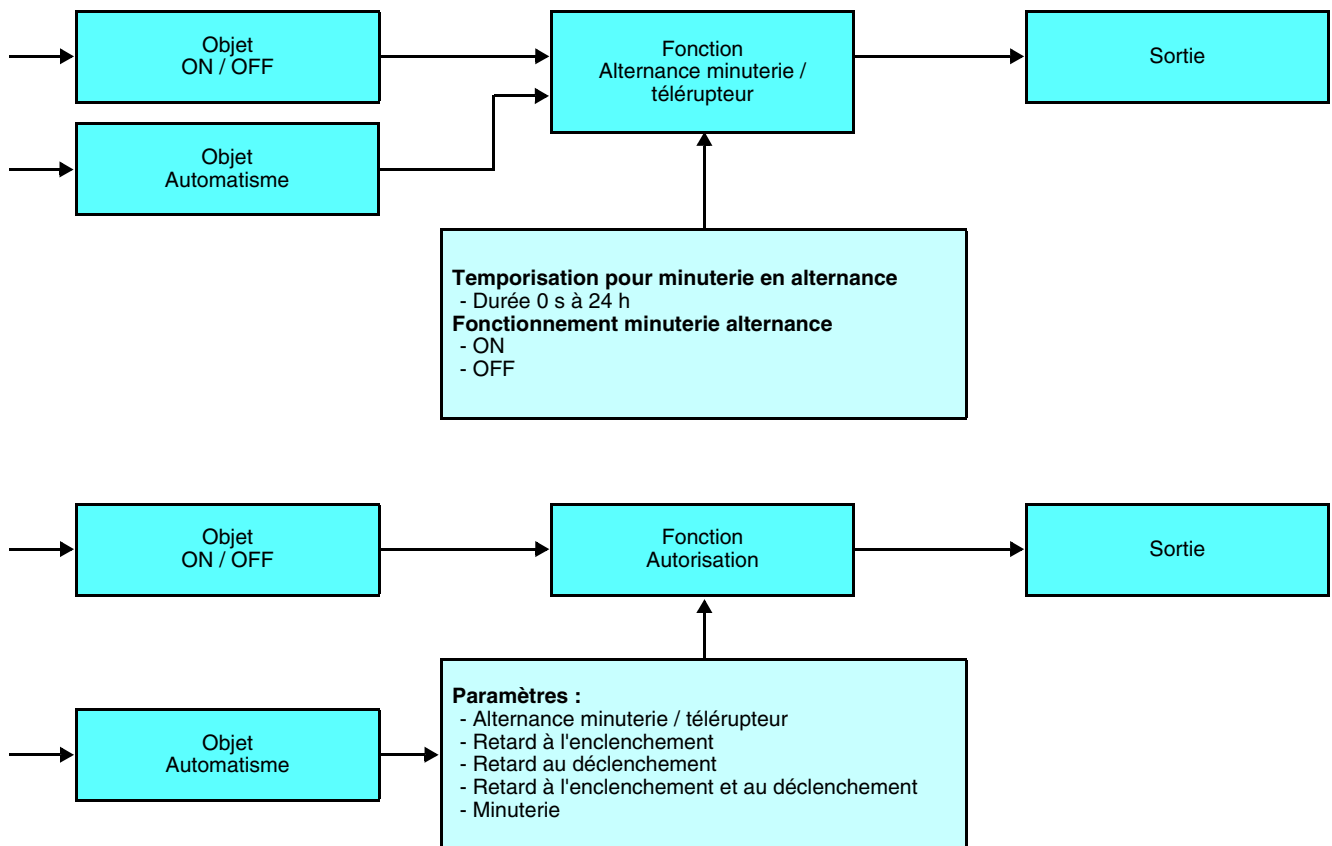 Objet
ON / OFF
Fonction
Alternance minuterie /
télérupteur
Sortie
Objet
Automatisme
Temporisation pour minuterie en alternance
- Durée 0 s à 24 h
Fonctionnement minuterie alternance
- ON
- OFF
Objet
ON / OFF
Fonction
Autorisation
Sortie
Objet
Automatisme
Paramètres :
- Alternance minuterie / télérupteur
- Retard à l'enclenchement
- Retard au déclenchement
- Retard à l'enclenchement et au déclenchement
- Minuterie